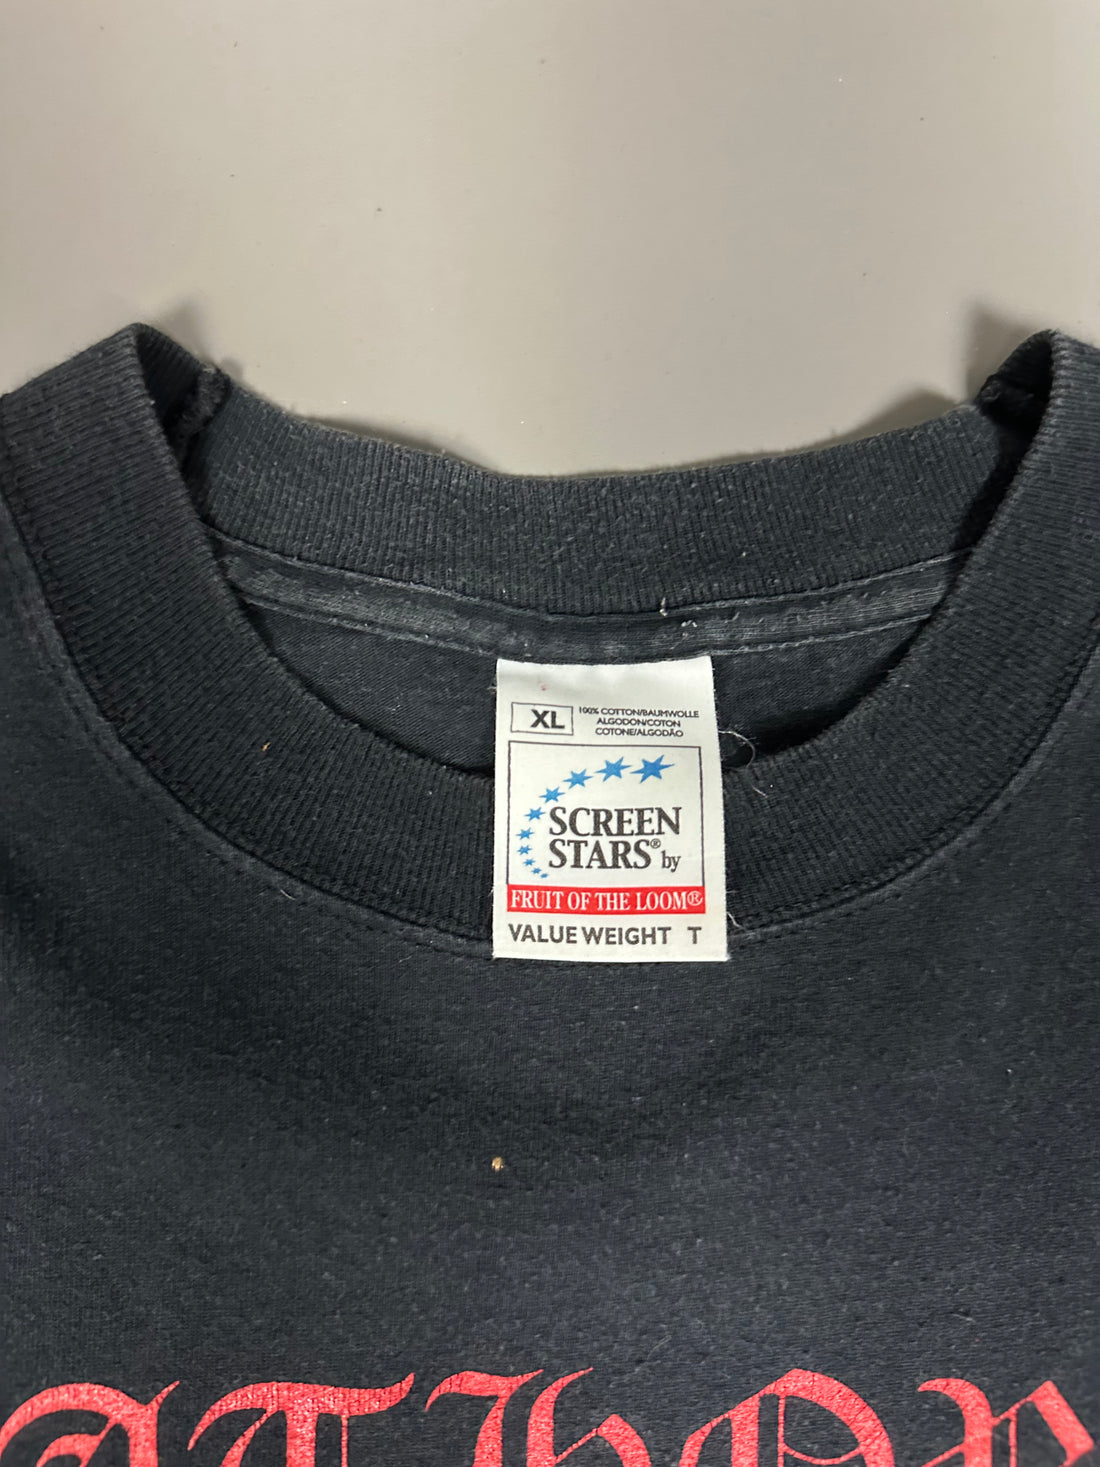 XL
100% COTTON/BAUMWOLLE
ALGODON/COTON
COTONE/ALGODÃO
SCREEN
STARS® by
FRUIT OF THE LOOM®
VALUE WEIGHT T